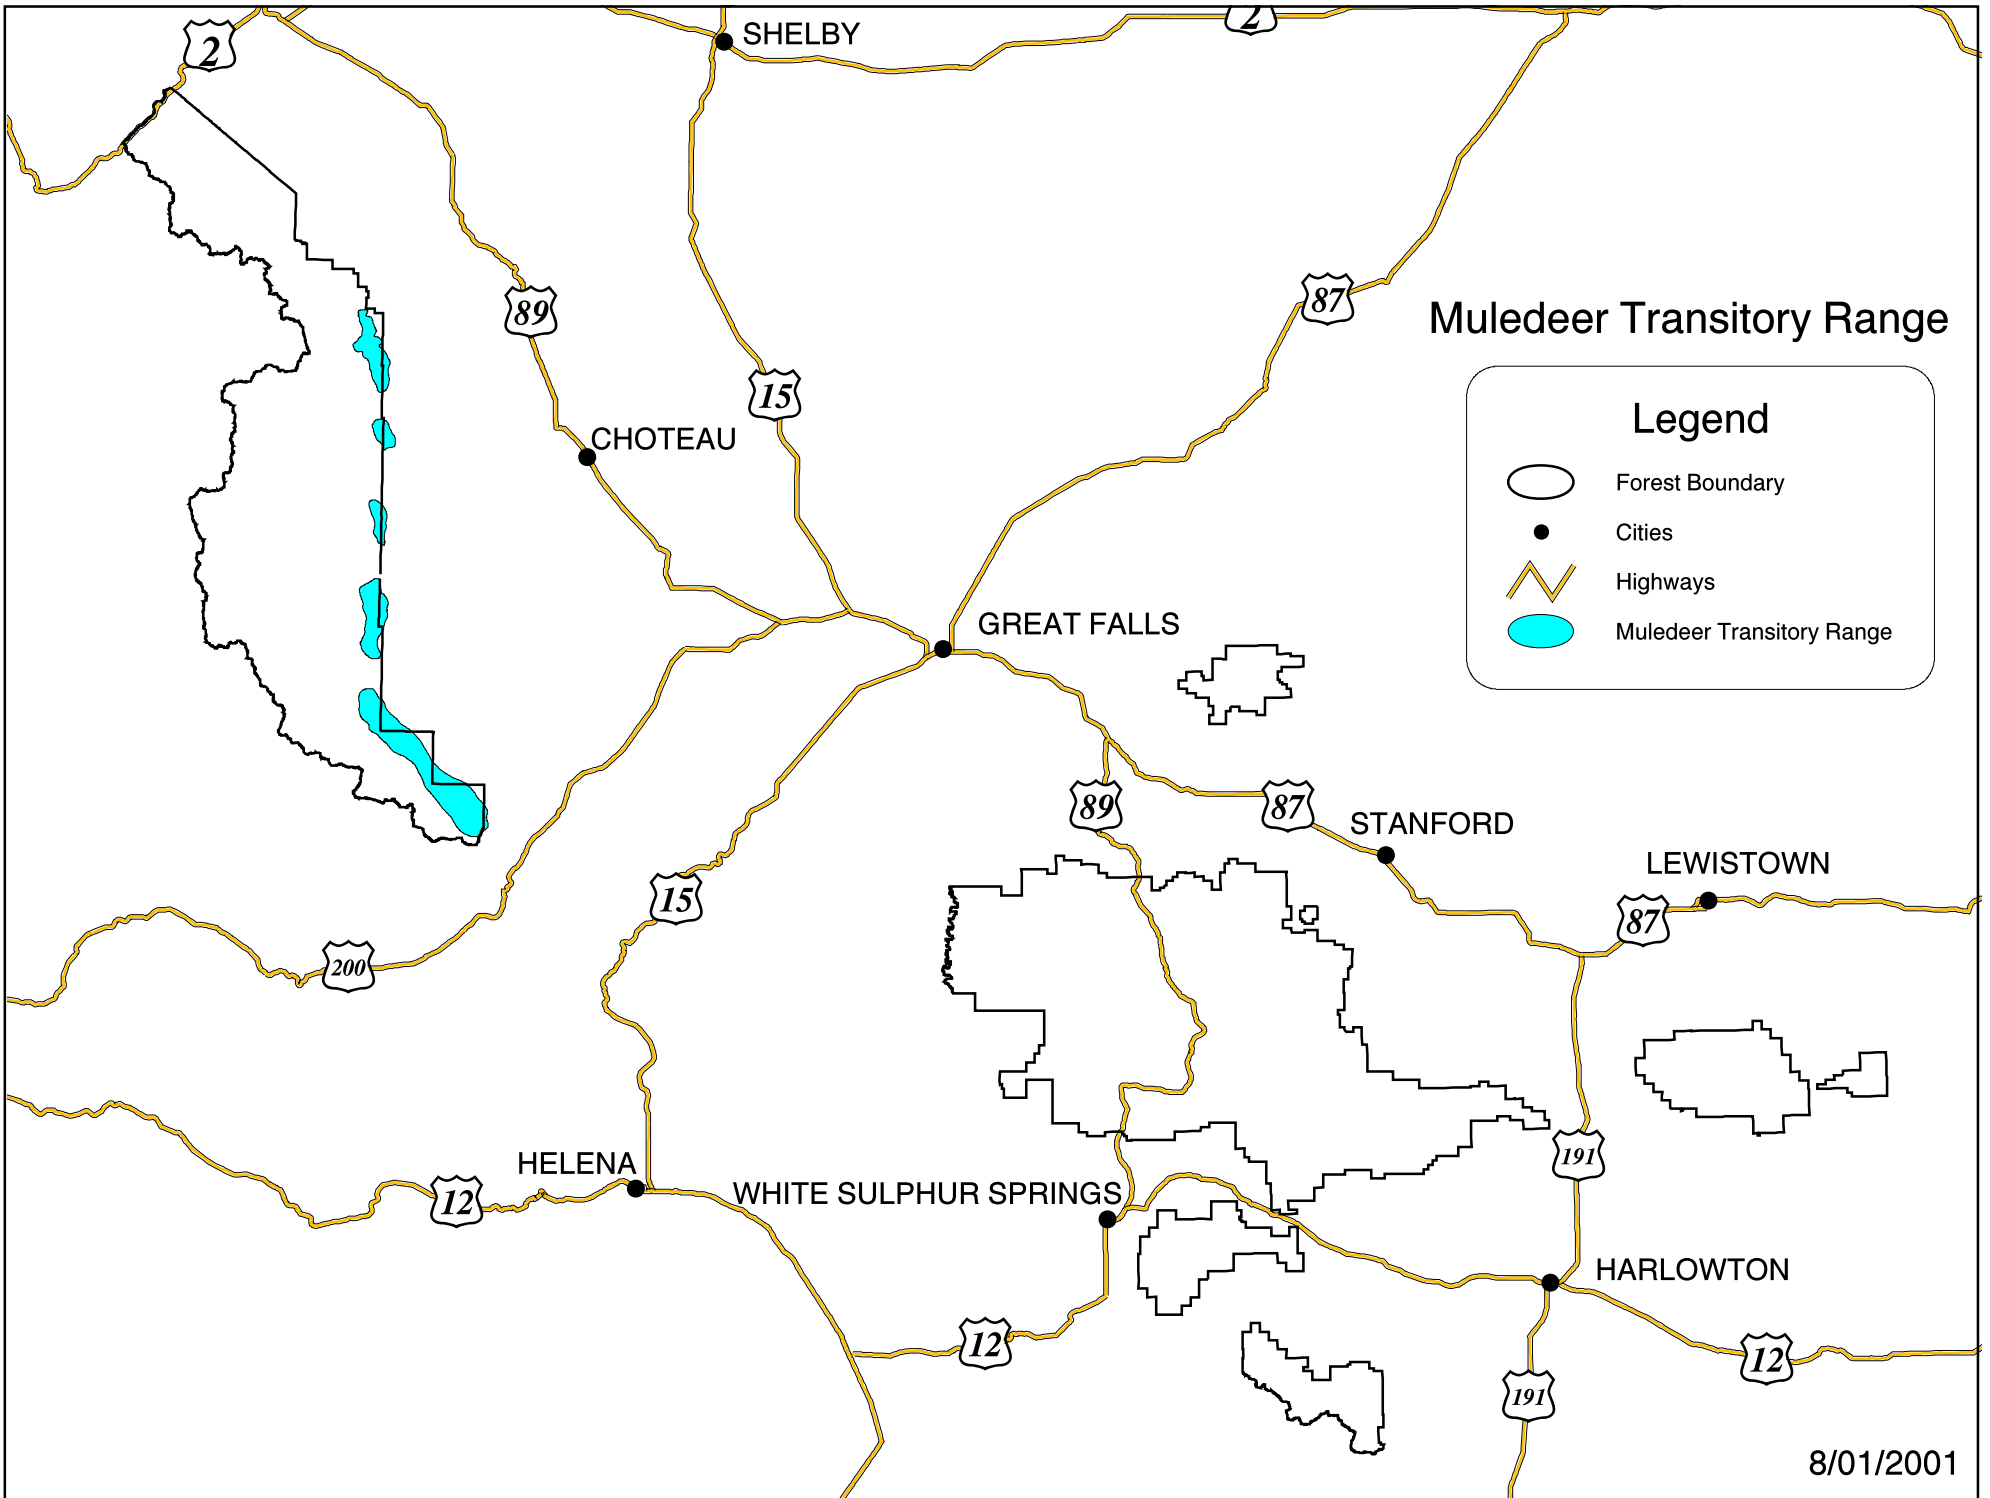 2
SHELBY
2
89
87
Muledeer Transitory Range
15
Legend
CHOTEAU
Forest Boundary
Cities
Highways
GREAT FALLS
Muledeer Transitory Range
89
87
STANFORD
LEWISTOWN
15
87
200
HELENA
191
12
WHITE SULPHUR SPRINGS
HARLOWTON
12
12
191
8/01/2001